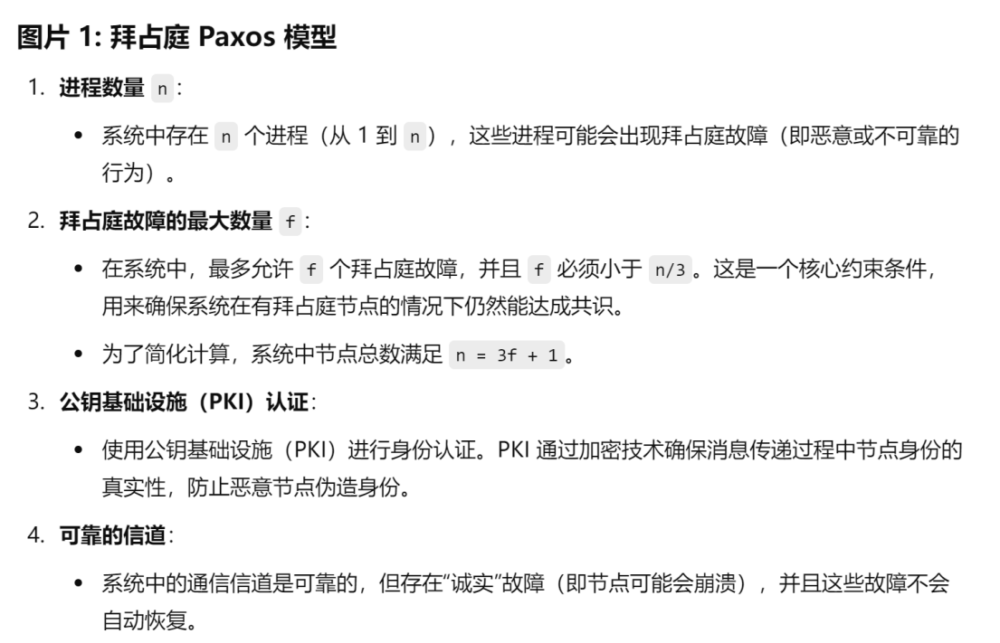 图片 1: 拜占庭 Paxos 模型
1. 进程数量 n：
• 系统中存在 n 个进程（从 1 到 n），这些进程可能会出现拜占庭故障（即恶意或不可靠的
行为）。
2. 拜占庭故障的最大数量 f：
• 在系统中，最多允许 f 个拜占庭故障，并且 f 必须小于 n/3。这是一个核心约束条件，
用来确保系统在有拜占庭节点的情况下仍然能达成共识。
• 为了简化计算，系统中节点总数满足 n = 3f + 1。
3. 公钥基础设施（PKI）认证：
• 使用公钥基础设施（PKI）进行身份认证。PKI 通过加密技术确保消息传递过程中节点身份的
真实性，防止恶意节点伪造身份。
4. 可靠的信道：
• 系统中的通信信道是可靠的，但存在“诚实”故障（即节点可能会崩溃），并且这些故障不会
自动恢复。